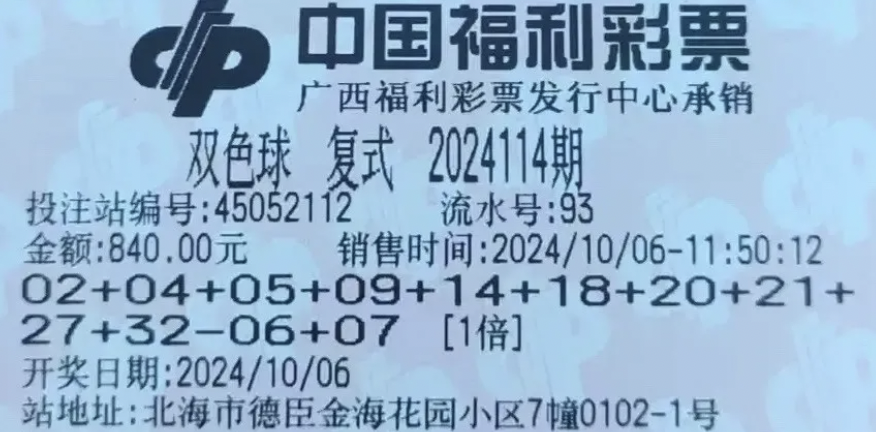 中国福利彩票
广西福利彩票发行中心承销
双色球 复式 2024114期
投注站编号:45052112 流水号:93
金额:840.00元 销售时间:2024/10/06-11:50:12
02+04+05+09+14+18+20+21+
27+32-06+07 [1倍]
开奖日期:2024/10/06
站地址:北海市德臣金海花园小区7幢0102-1号